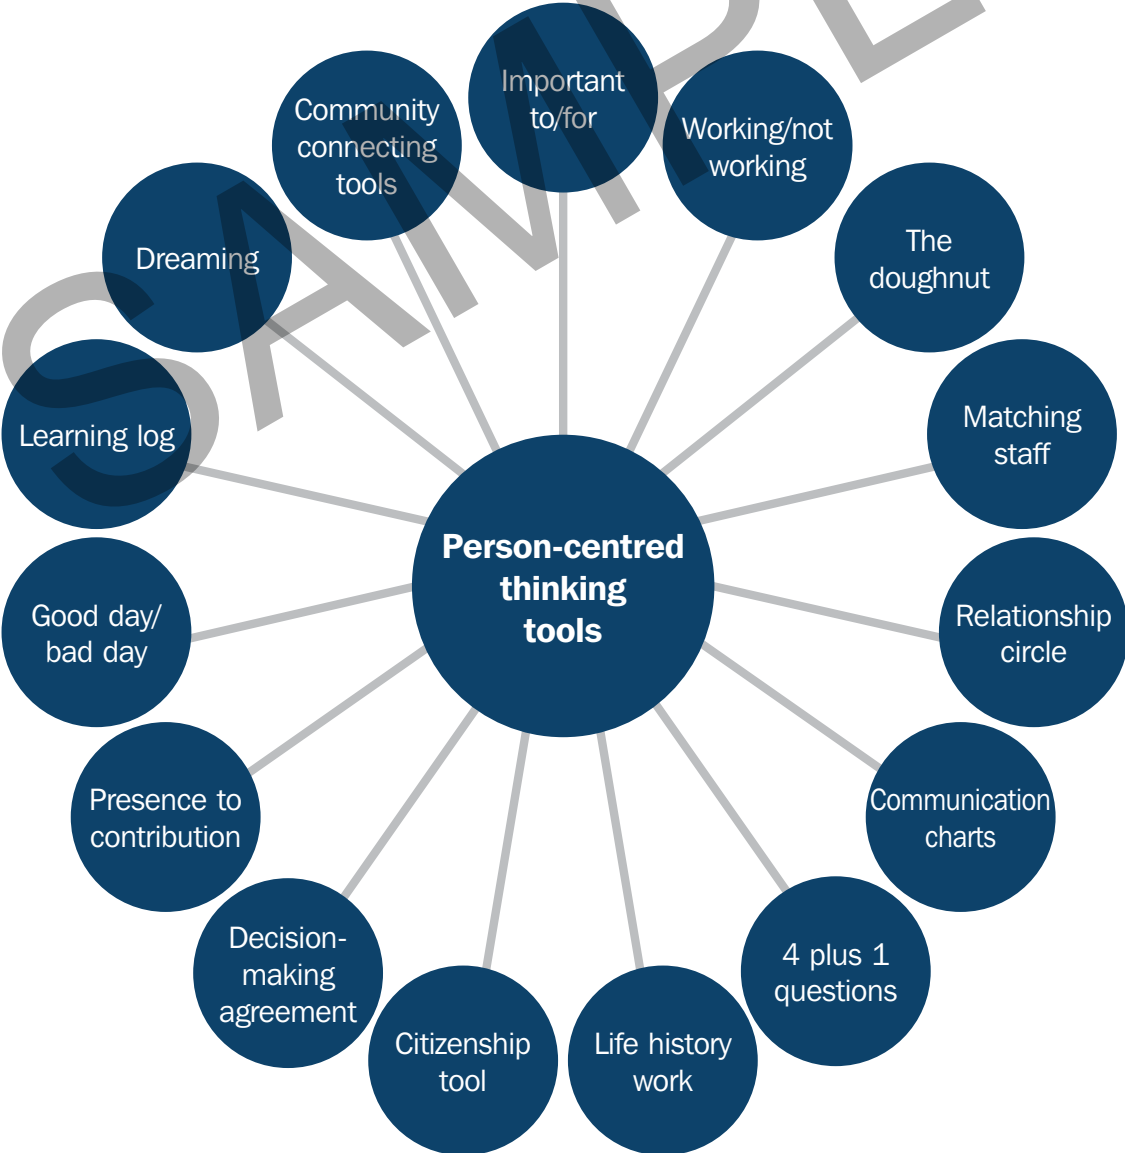 SAMPLE
Important
to/for
Working/not
working
The
doughnut
Matching
staff
Relationship
circle
Communication
charts
4 plus 1
questions
Life history
work
Citizenship
tool
Decision-
making
agreement
Presence to
contribution
Good day/
bad day
Learning log
Dreaming
Community
connecting
tools
Person-centred
thinking
tools